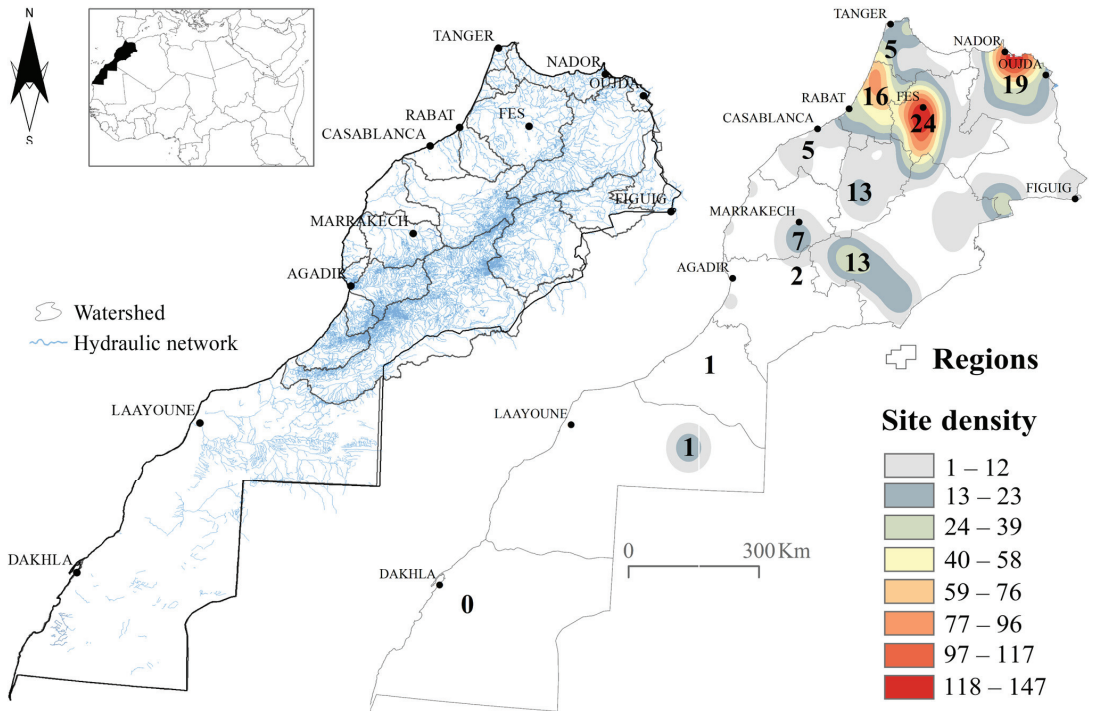 N
S
TANGER
NADOR
OUJDA
RABAT
FES
CASABLANCA
FIGUIG
MARRAKECH
AGADIR
Watershed
Hydraulic network
LAAYOUNE
DAKHLA
TANGER
5
NADOR
OUJDA
19
RABAT
16
FES
24
CASABLANCA
5
13
FIGUIG
MARRAKECH
7
13
AGADIR
2
1
Regions
LAAYOUNE
1
DAKHLA
0
0 300 Km
Site density
1 – 12
13 – 23
24 – 39
40 – 58
59 – 76
77 – 96
97 – 117
118 – 147